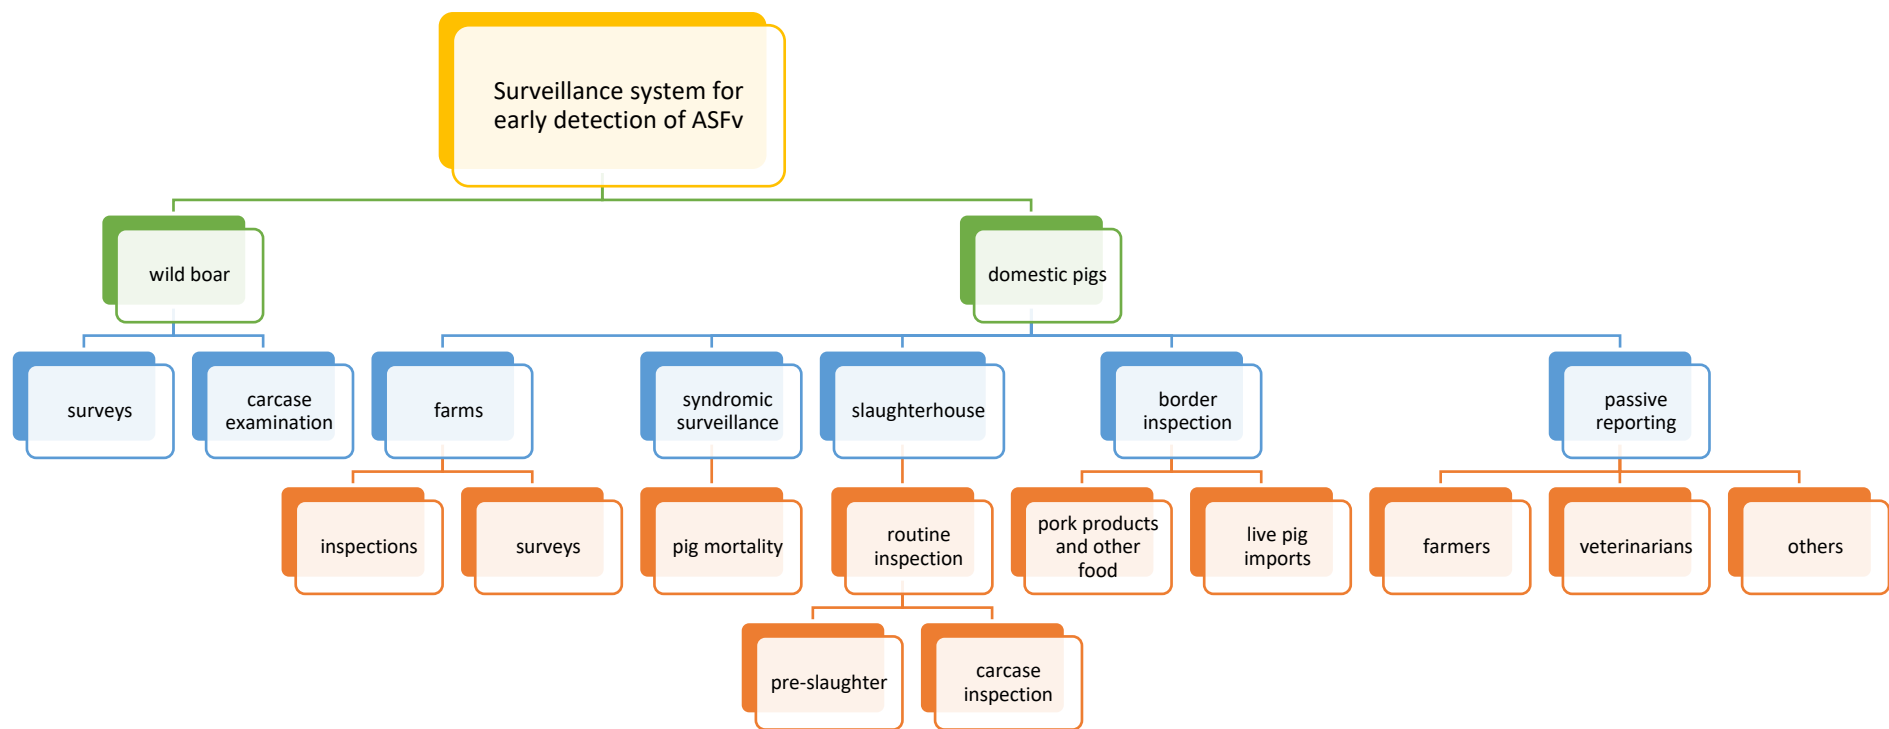 Surveillance system for
early detection of ASFv
wild boar
domestic pigs
surveys
carcase
examination
farms
syndromic
surveillance
slaughterhouse
border
inspection
passive
reporting
inspections
surveys
pig mortality
routine
inspection
pork products
and other
food
live pig
imports
farmers
veterinarians
others
pre-slaughter
carcase
inspection